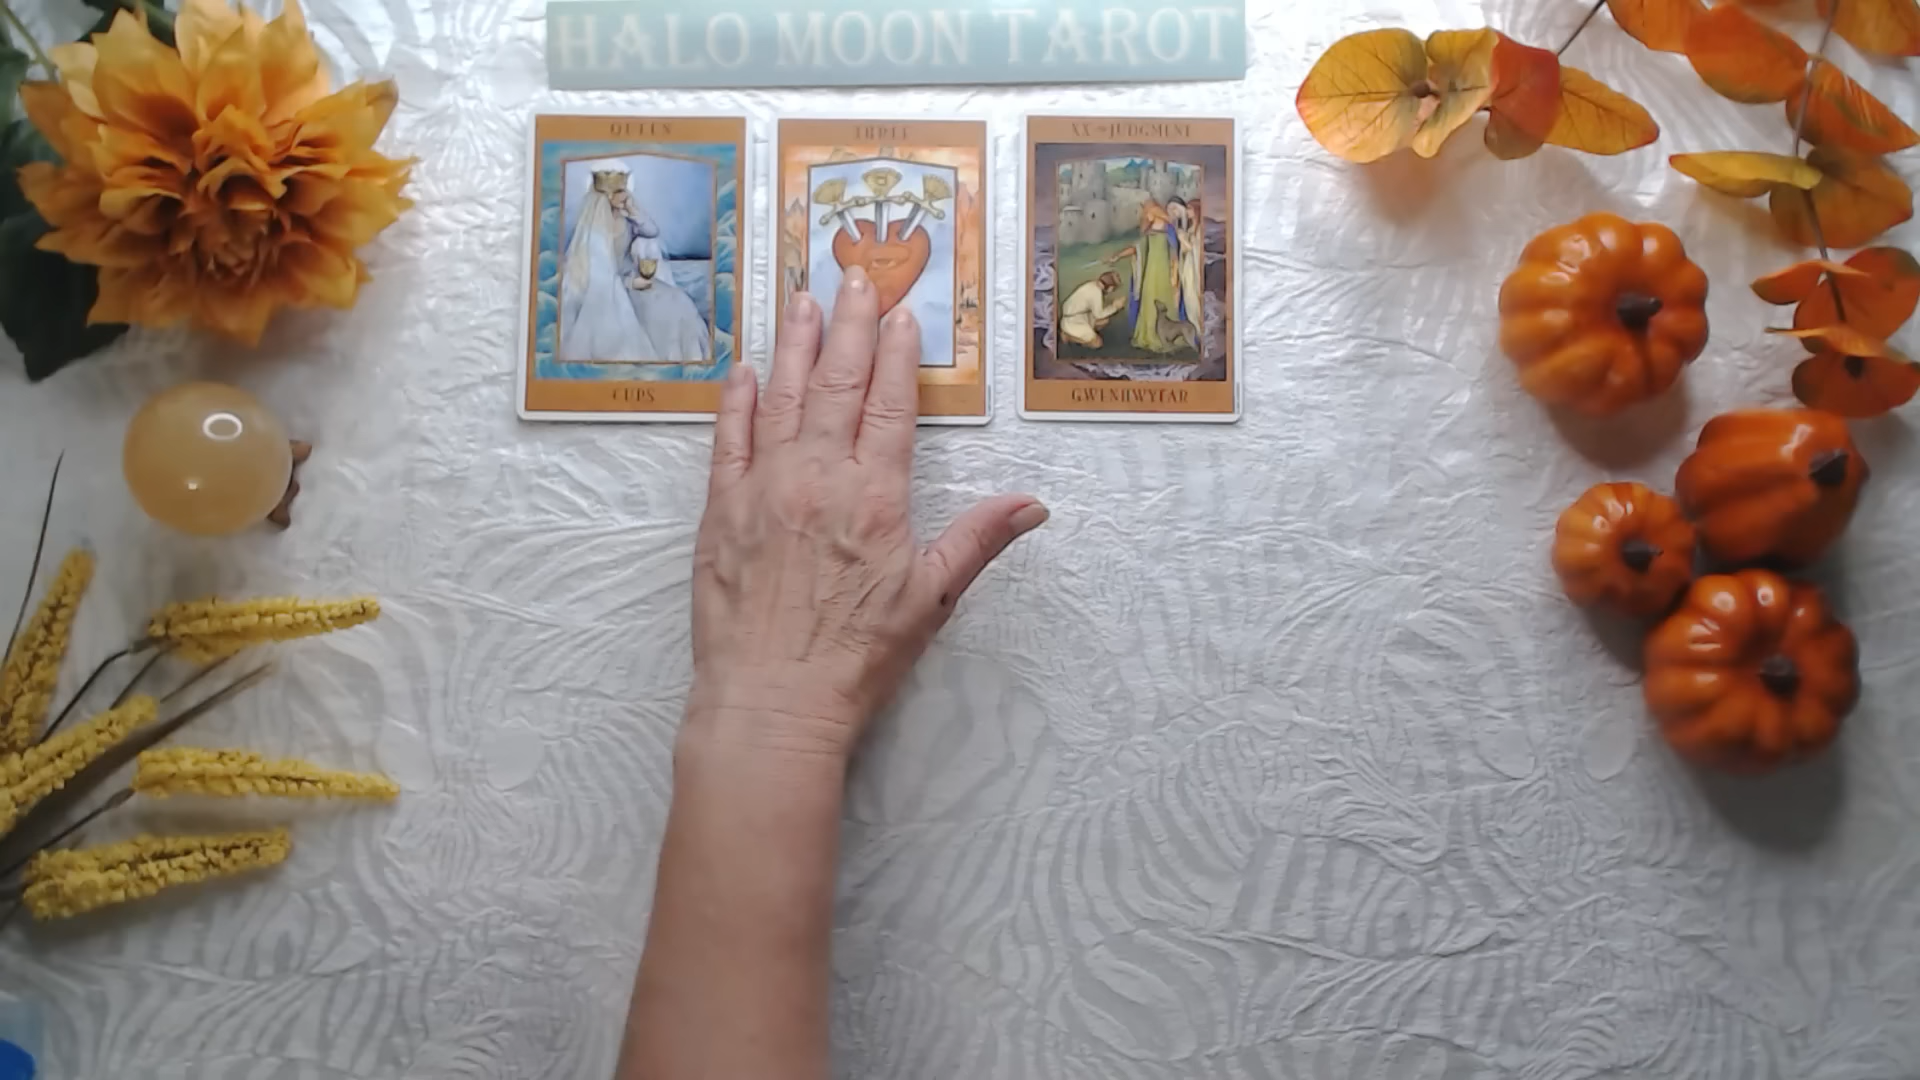 HALO MOON TAROT
QUEEN
THREE
XX JUDGMENT
CUPS
GWENHWYFAR